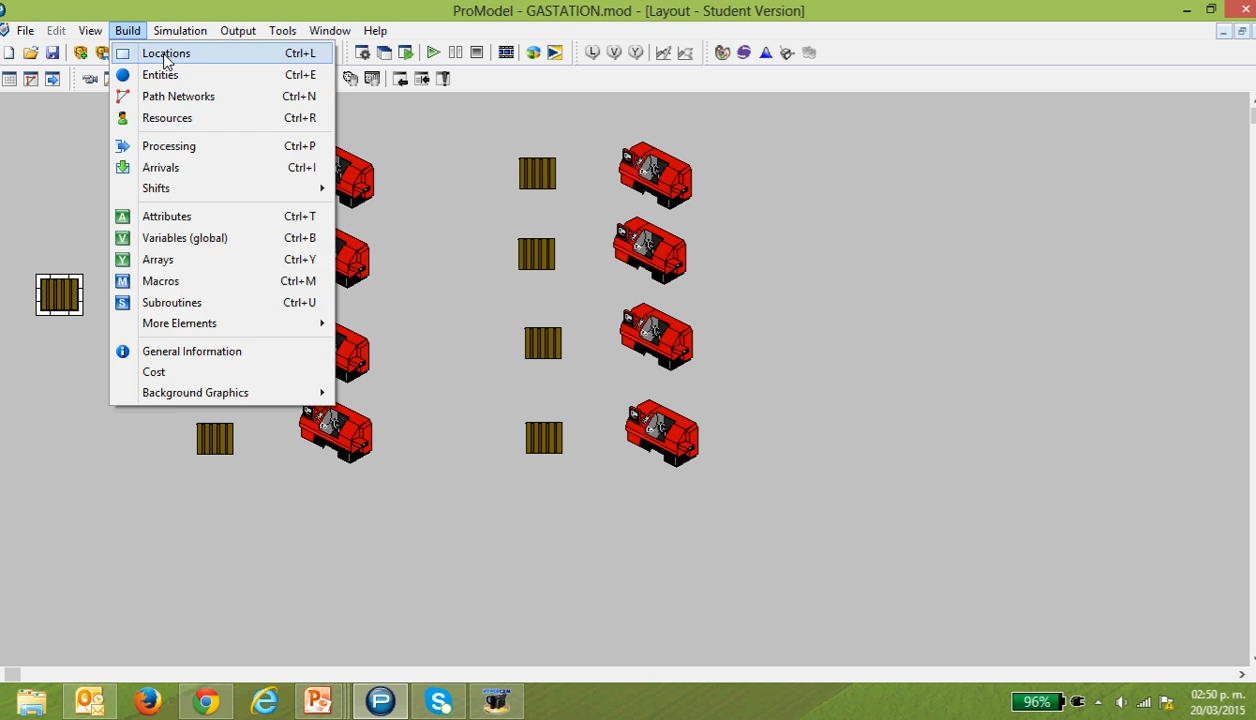 ProModel - GASTATION.mod - [Layout - Student Version]
File Edit View Build Simulation Output Tools Window Help
Locations Ctrl+L
Entities Ctrl+E
Path Networks Ctrl+N
Resources Ctrl+R
Processing Ctrl+P
Arrivals Ctrl+I
Shifts
A Attributes Ctrl+T
V Variables (global) Ctrl+B
Y Arrays Ctrl+Y
M Macros Ctrl+M
S Subroutines Ctrl+U
More Elements
General Information
Cost
Background Graphics
96%
02:50 p. m.
20/03/2015